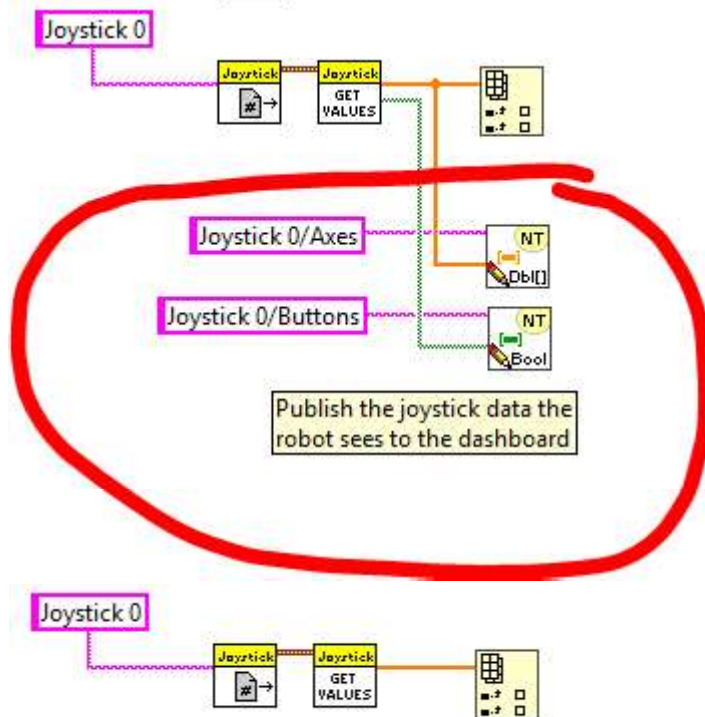 Joystick 0
Joystick
Joystick
#
GET
VALUES
Joystick 0/Axes
NT
Dbl[]
Joystick 0/Buttons
NT
Bool
Publish the joystick data the
robot sees to the dashboard
Joystick 0
Joystick
Joystick
#
GET
VALUES